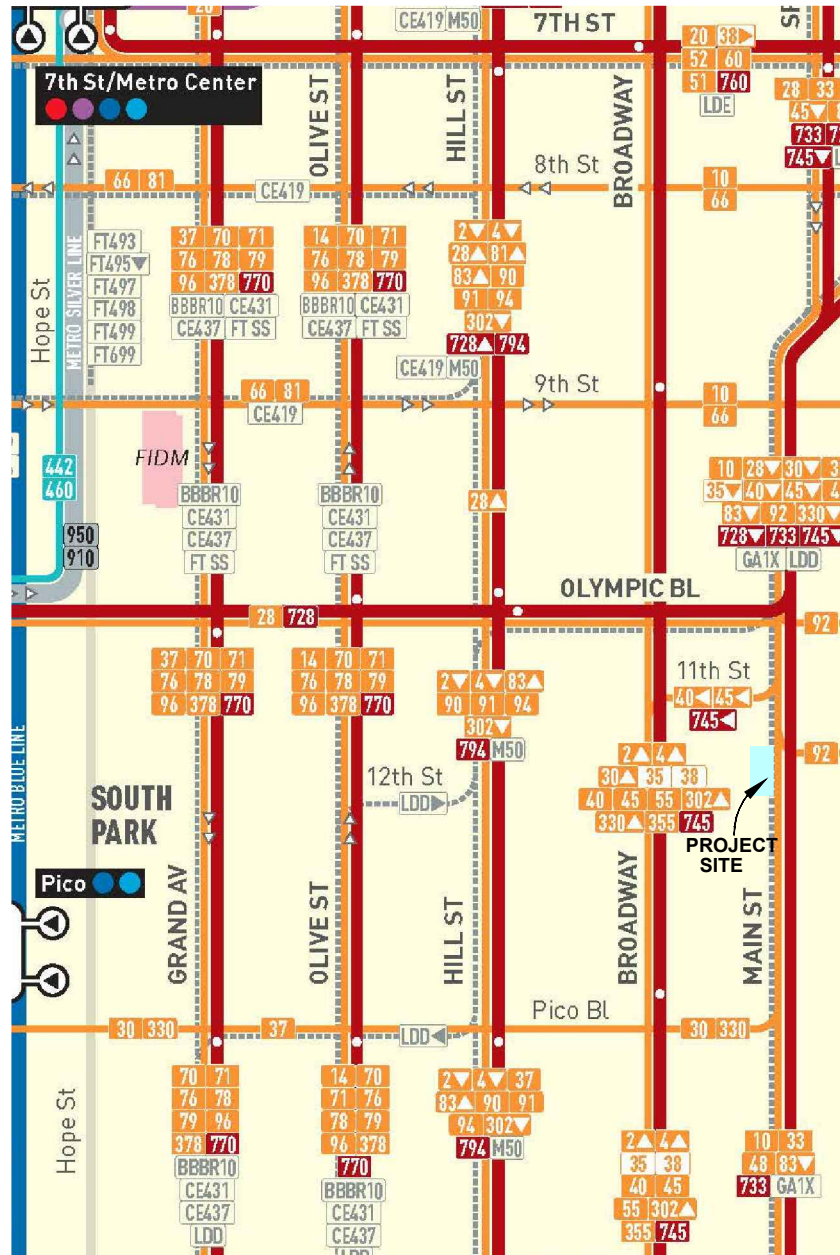 20
CE419 M50
7TH ST
20 38▶
52 60
51 760
LDE
7th St/Metro Center
OLIVE ST
HILL ST
BROADWAY
28 33
45▼
733
745▼
8th St
66 81
CE419
10
66
Hope St
METRO SILVER LINE
FT493
FT495▼
FT497
FT498
FT499
FT699
37 70 71
76 78 79
96 378 770
BBBR10 CE431
CE437 FT SS
14 70 71
76 78 79
96 378 770
BBBR10 CE431
CE437 FT SS
2▼ 4▼
28▲ 81▲
83▲ 90
91 94
302▼
728▲ 794
CE419 M50
9th St
66 81
CE419
10
66
FIDM
442
460
950
910
BBBR10
CE431
CE437
FT SS
BBBR10
CE431
CE437
FT SS
28▲
10 28▼ 30▼
35▼ 40▼ 45▼
83▼ 92 330▼
728▼ 733 745▼
GA1X LDD
OLYMPIC BL
28 728
92
37 70 71
76 78 79
96 378 770
14 70 71
76 78 79
96 378 770
2▼ 4▼ 83▲
90 91 94
302▼
794 M50
11th St
40◀ 45◀
745◀
92
12th St
LDD▶
2▲ 4▲
30▲ 35 38
40 45 55 302▲
330▲ 355 745
PROJECT
SITE
METRO BLUE LINE
SOUTH
PARK
Pico
GRAND AV
OLIVE ST
HILL ST
BROADWAY
MAIN ST
Pico Bl
30 330
37
LDD◀
30 330
Hope St
70 71
76 78
79 96
378 770
BBBR10
CE431
CE437
LDD
14 70
71 76
78 79
96 378
770
BBBR10
CE431
CE437
LDD
2▼ 4▼ 37
83▲ 90 91
94 302▼
794 M50
2▲ 4▲
35 38
40 45
55 302▲
355 745
10 33
48 83▼
733 GA1X